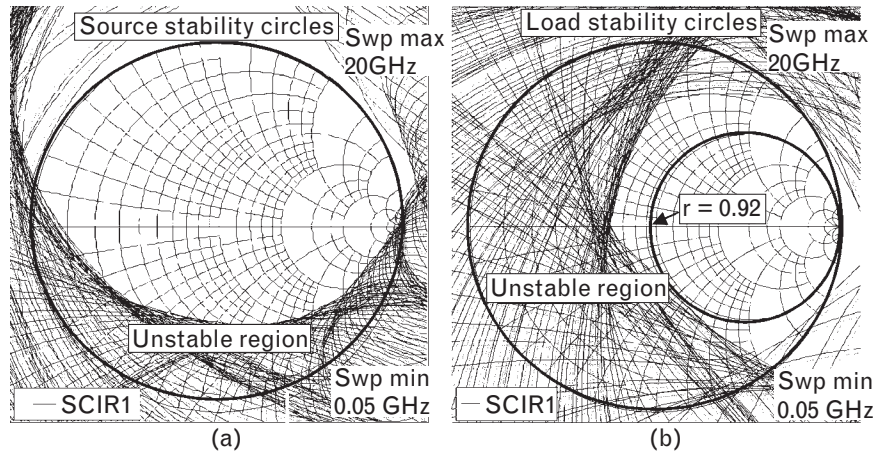 Source stability circles
Swp max
20GHz
Unstable region
Swp min
0.05 GHz
SCIR1
(a)
Load stability circles
Swp max
20GHz
r = 0.92
Unstable region
Swp min
0.05 GHz
SCIR1
(b)